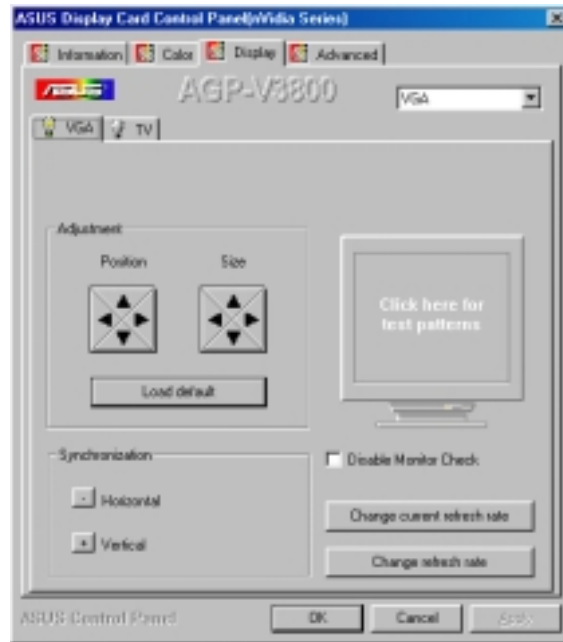 ASUS Display Card Control Panel(nVidia Series)
Information Color Display Advanced
ASUS AGP-V3800 VGA
VGA TV
Adjustment
Position Size
Click here for
test patterns
Load default
Synchronization
Disable Monitor Check
- Horizontal
Change current refresh rate
+ Vertical
Change refresh rate
ASUS Control Panel OK Cancel Apply